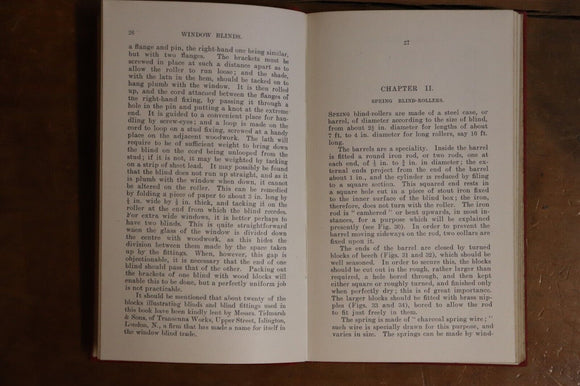 26 WINDOW BLINDS.
a flange and pin, the right-hand one being similar,
but with two flanges. The brackets must be
screwed in place at such a distance apart as to
allow the roller to run loose; and the shade,
with the lath in the hem, should be tacked on to
hang plumb with the window. It is then rolled
up, and the cord attached between the flanges of
the right-hand fixing, by passing it through a
hole in the pin and putting a knot at the extreme
end. It is guided to a convenient place for han-
dling by screw-eyes; and a loop is made on the
cord to loop on a stud fixing, screwed at a handy
place on the adjacent woodwork. The lath will
require to be of sufficient weight to bring down
the blind on the cord being unlooped from the
stud; if it is not, it may be weighted by tacking
on a strip of sheet lead. It may possibly be found
that the blind does not run up straight, and as it
is plumb with the window when down, it cannot
be altered on the roller. This can be remedied
by folding a piece of paper to about 3 in. long by
wide, by thick, and tacking it on the
roller at the end from which the blind recedes.
For extra wide windows, it is better perhaps to
have two blinds. This is quite straightforward
when the glass of the window is divided down
the centre with woodwork, as this hides the
division between them made by the space taken
up by the fittings. When, however, this gap is
objectionable, it is necessary that the end of one
blind should pass that of the other. Packing out
the brackets of one blind with wood blocks will
enable this to be done, but a perfectly uniform job
is not practicable.
It should be mentioned that about twenty of the
blocks illustrating blinds and blind fittings used in
this book have been kindly lent by Messrs. Tidmarsh
& Sons, of Transenna Works, Upper Street, Islington,
London, N., a firm that has made a name for itself in
the window blind trade.
27
CHAPTER II.
SPRING BLIND-ROLLERS.
SPRING blind-rollers are made of a steel case, or
barrel, of diameter according to the size of blind,
from about in. diameter for lengths of about
7 ft. to in. diameter for long rollers, say 10 ft.
long.
The barrels are a speciality. Inside the barrel
is fitted a round iron rod, or two rods, one at
each end, of in. to in. in diameter; the ex-
ternal ends project from the end of the barrel
about 1 in., and the cylinder is reduced by filing
to a square section. This squared end rests in
a square hole cut in a piece of stout iron fixed
to the inner surface of the blind box; the iron,
therefore, does not turn with the roller. The iron
rod is "cambered" or bent upwards, in most in-
stances, for a purpose which will be explained
presently (see Fig. 30). In order to prevent the
barrel moving sideways on the rod, two collars are
fixed upon it.
The ends of the barrel are closed by turned
blocks of beech (Figs. 31 and 32), which should be
well seasoned. In order to secure this, the blocks
should be cut out in the rough, rather larger than
required, a hole bored through, and then kept
either square or roughly turned, and finished only
when perfectly dry; this is of great importance.
The larger blocks should be fitted with brass nip-
ples (Figs. 33 and 34), bored to allow the rod
to fit just freely in them.
The spring is made of "charcoal spring wire;"
such wire is specially drawn for this purpose, and
varies in size. The springs can be made by wind-